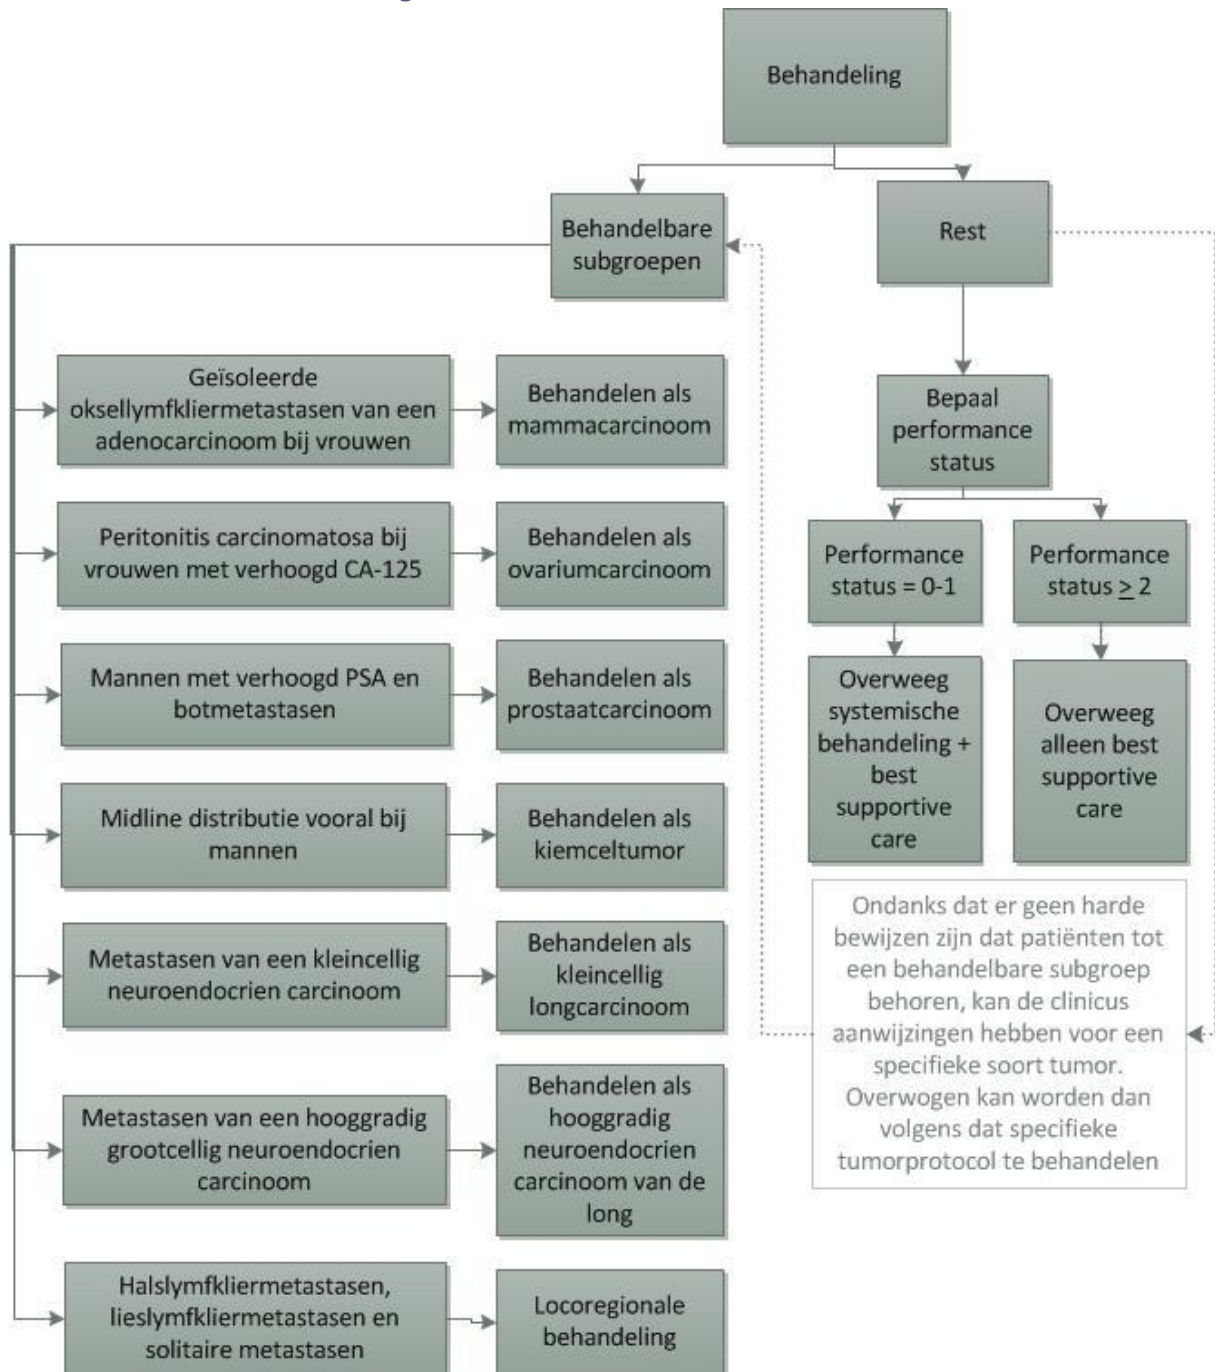 Behandeling
Behandelbare
subgroepen
Rest
Geïsoleerde
oksellymfkliermetastasen van een
adenocarcinoom bij vrouwen
Behandelen als
mammacarcinoom
Peritonitis carcinomatosa bij
vrouwen met verhoogd CA-125
Behandelen als
ovariumcarcinoom
Mannen met verhoogd PSA en
botmetastasen
Behandelen als
prostaatcarcinoom
Midline distributie vooral bij
mannen
Behandelen als
kiemceltumor
Metastasen van een kleincellig
neuroendocrien carcinoom
Behandelen als
kleincellig
longcarcinoom
Metastasen van een hooggradig
grootcellig neuroendocrien
carcinoom
Behandelen als
hooggradig
neuroendocrien
carcinoom van de
long
Halslymfkliermetastasen,
lieslymfkliermetastasen en
solitaire metastasen
Locoregionale
behandeling
Bepaal
performance
status
Performance
status = 0-1
Performance
status ≥ 2
Overweeg
systemische
behandeling +
best
supportive
care
Overweeg
alleen best
supportive
care
Ondanks dat er geen harde
bewijzen zijn dat patiënten tot
een behandelbare subgroep
behoren, kan de clinicus
aanwijzingen hebben voor een
specifieke soort tumor.
Overwogen kan worden dan
volgens dat specifieke
tumorprotocol te behandelen